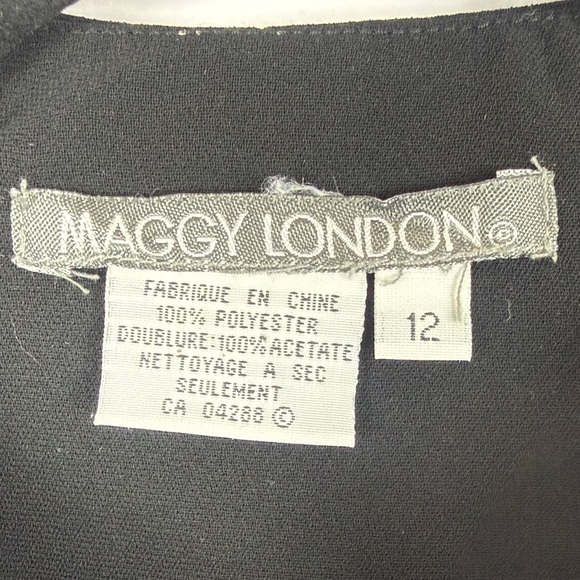 MAGGY LONDON®
FABRIQUE EN CHINE
100% POLYESTER
DOUBLURE:100% ACETATE
NETTOYAGE A SEC
SEULEMENT
CA 04288 ©
12